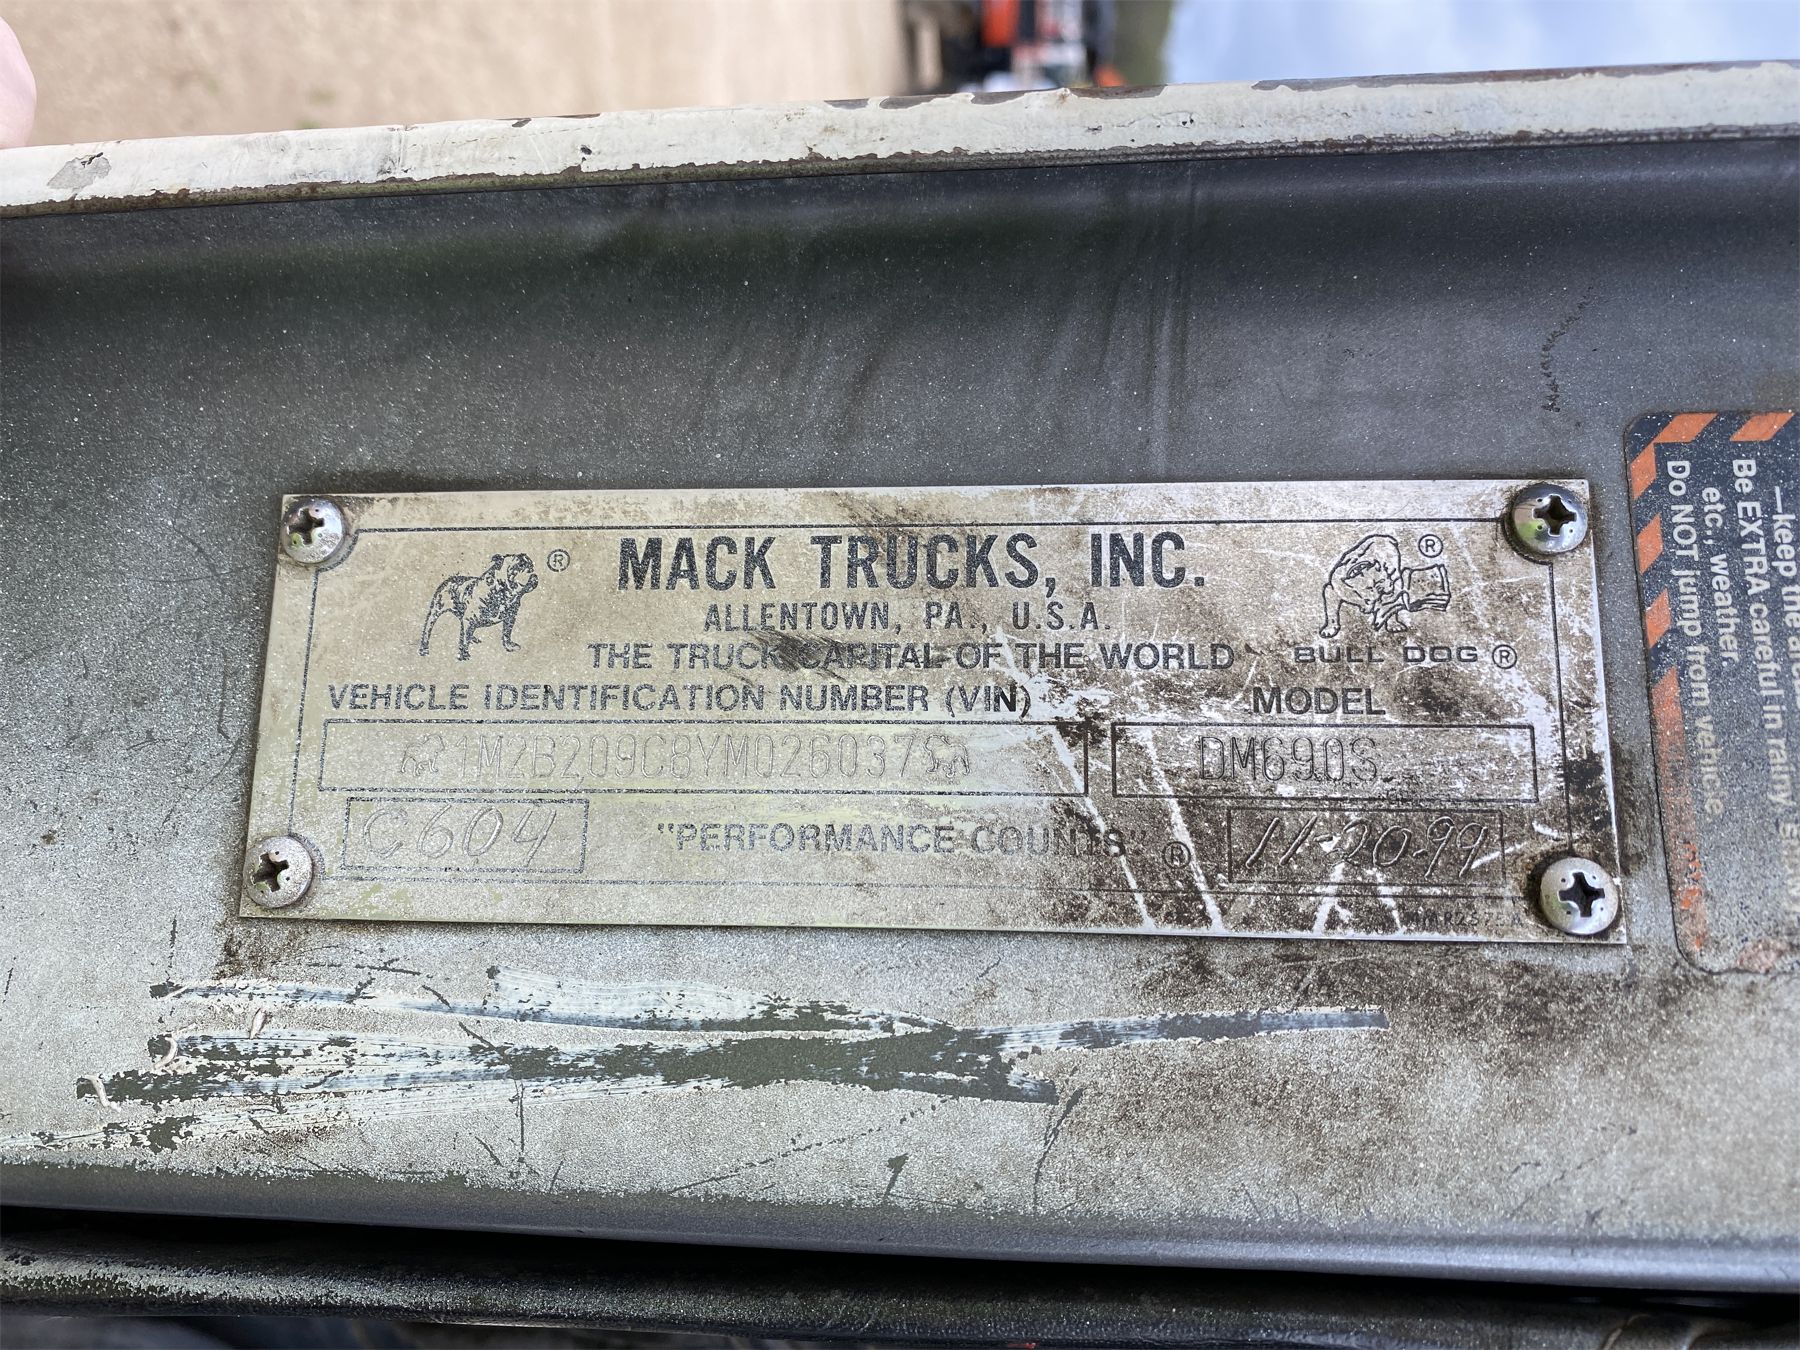 MACK TRUCKS, INC.
ALLENTOWN, PA., U.S.A.
THE TRUCK CAPITAL OF THE WORLD
BULL DOG ®
®
®
VEHICLE IDENTIFICATION NUMBER (VIN)
MODEL
1M2B209C8YM026037
DM690S
C604
"PERFORMANCE COUNTS ®
11-20-99
—keep the
Be EXTRA careful in rainy
etc., weather.
Do NOT jump from vehicle